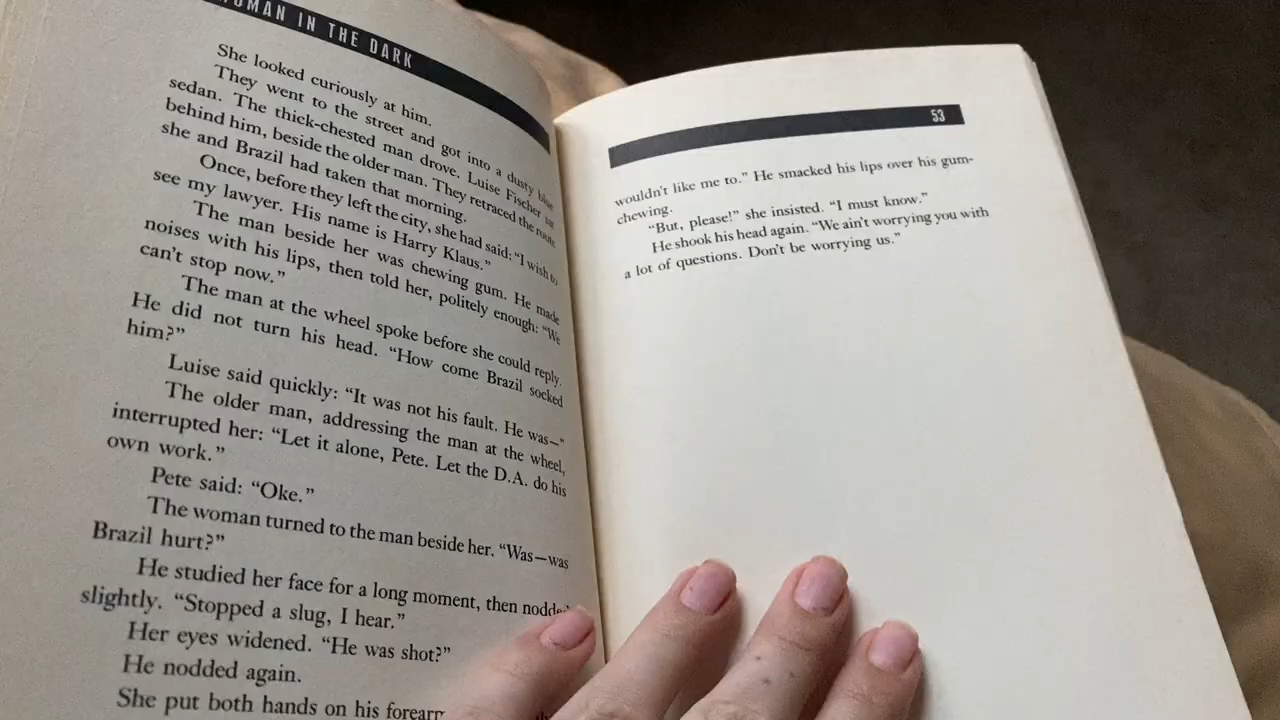 WOMAN IN THE DARK
She looked curiously at him.
They went to the street and got into a dusty blue
sedan. The thick-chested man drove. Luise Fischer sat
behind him, beside the older man. They retraced the route
she and Brazil had taken that morning.
Once, before they left the city, she had said: “I wish to
see my lawyer. His name is Harry Klaus.”
The man beside her was chewing gum. He made
noises with his lips, then told her, politely enough: “We
can’t stop now.”
The man at the wheel spoke before she could reply.
He did not turn his head. “How come Brazil socked
him?”
Luise said quickly: “It was not his fault. He was—”
The older man, addressing the man at the wheel,
interrupted her: “Let it alone, Pete. Let the D.A. do his
own work.”
Pete said: “Oke.”
The woman turned to the man beside her. “Was—was
Brazil hurt?”
He studied her face for a long moment, then nodded
slightly. “Stopped a slug, I hear.”
Her eyes widened. “He was shot?”
He nodded again.
She put both hands on his forearm
53
wouldn’t like me to.” He smacked his lips over his gum-
chewing.
“But, please!” she insisted. “I must know.”
He shook his head again. “We ain’t worrying you with
a lot of questions. Don’t be worrying us.”